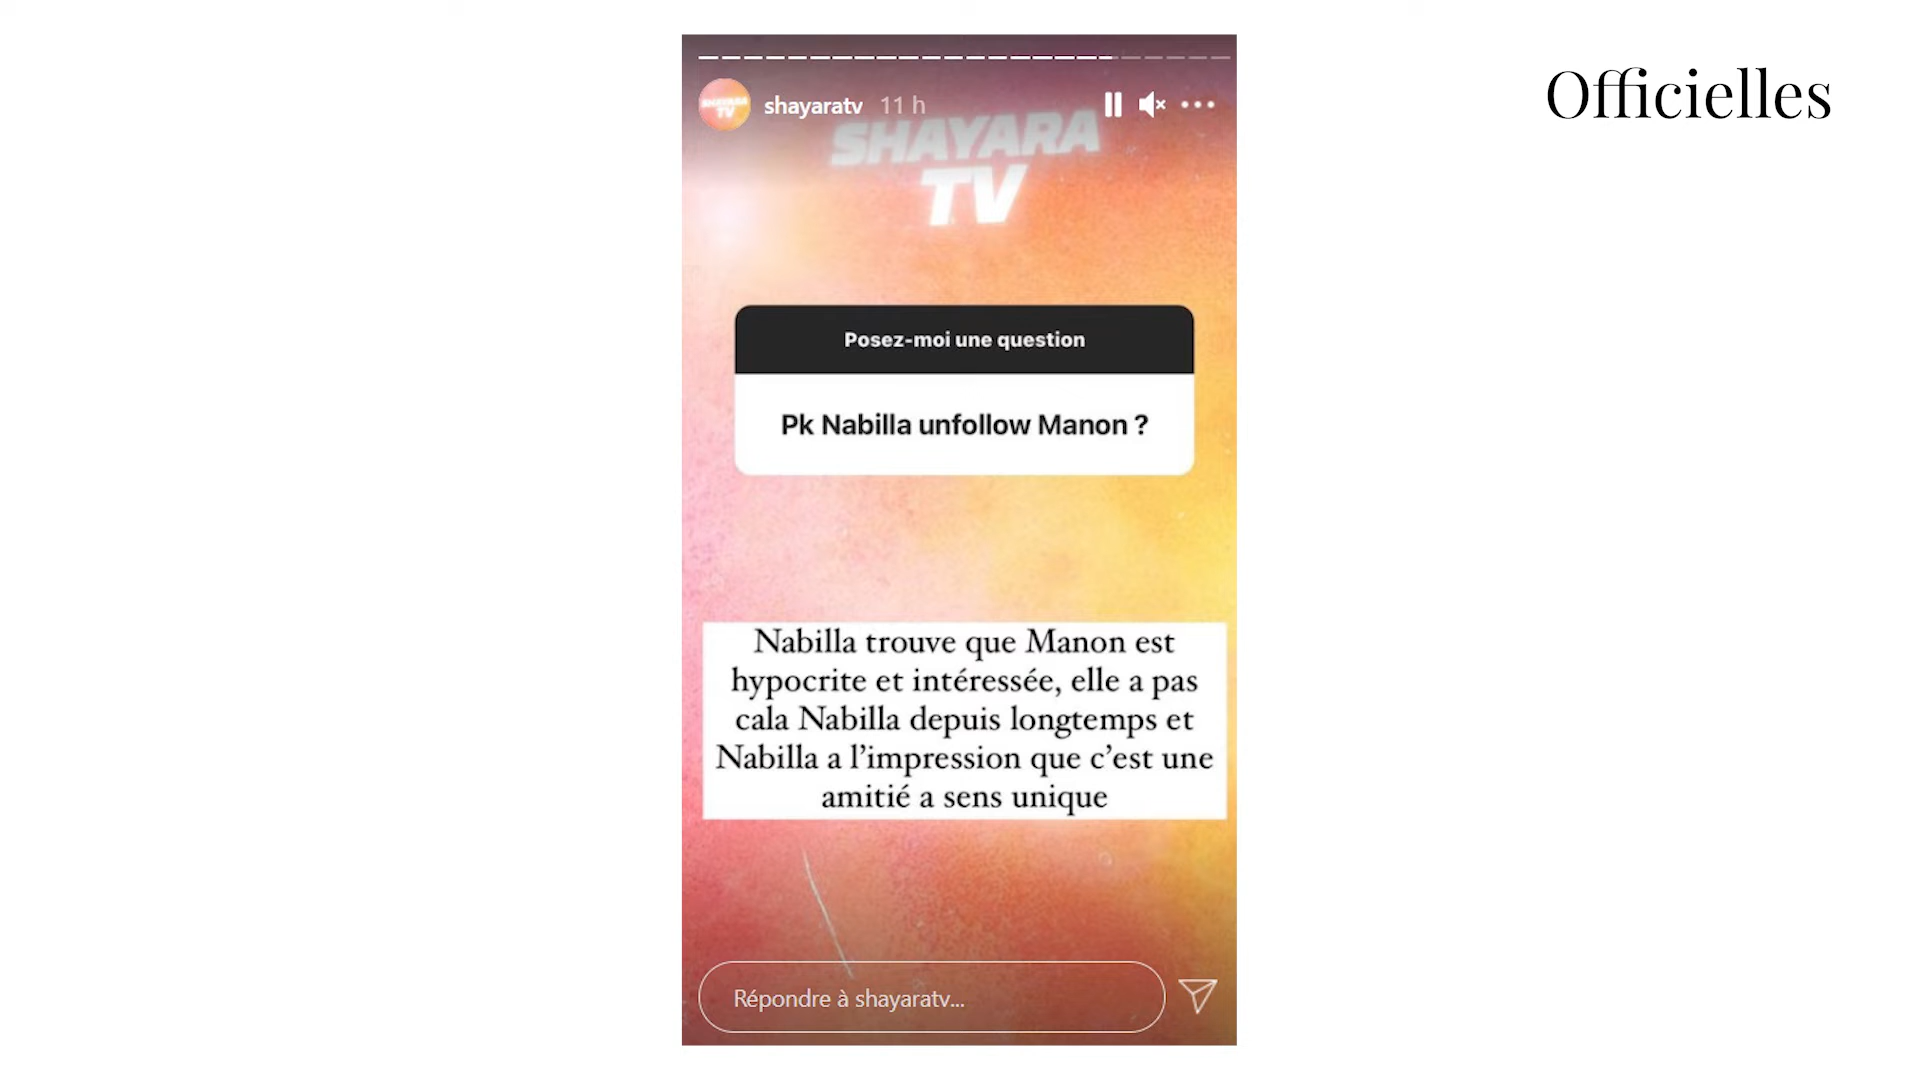 Officielles
SHAYARA TV
shayaratv 11 h
SHAYARA
TV
Posez-moi une question
Pk Nabilla unfollow Manon ?
Nabilla trouve que Manon est
hypocrite et intéressée, elle a pas
cala Nabilla depuis longtemps et
Nabilla a l’impression que c’est une
amitié a sens unique
Répondre à shayaratv...